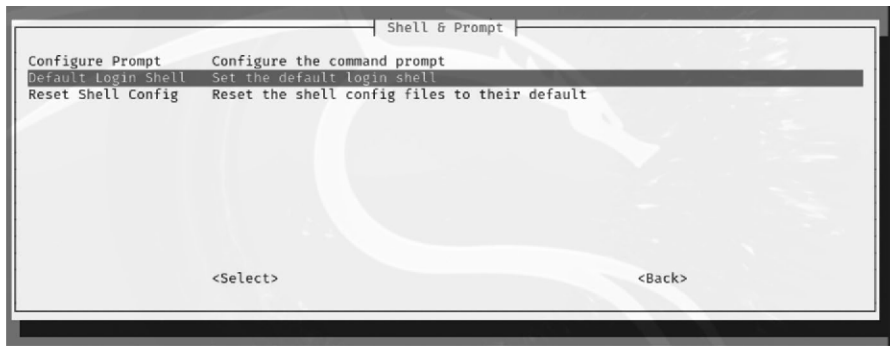 Shell & Prompt
Configure Prompt Configure the command prompt
Default Login Shell Set the default login shell
Reset Shell Config Reset the shell config files to their default
<Select> <Back>